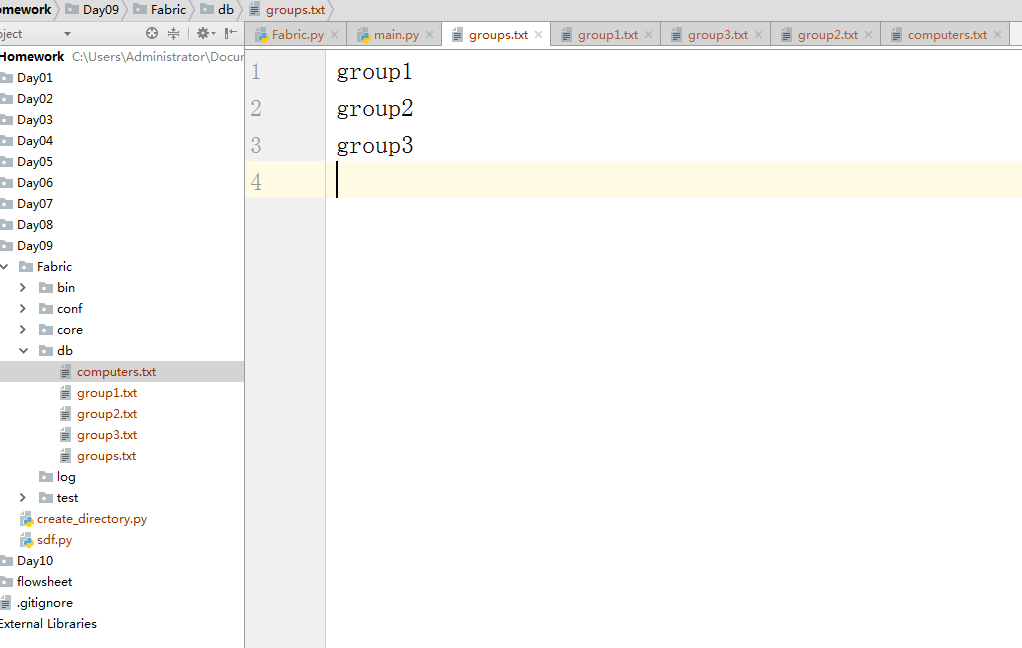 omework Day09 Fabric db groups.txt
oject
Fabric.py main.py groups.txt group1.txt group3.txt group2.txt computers.txt
Homework C:\Users\Administrator\Docur
Day01
Day02
Day03
Day04
Day05
Day06
Day07
Day08
Day09
Fabric
bin
conf
core
db
computers.txt
group1.txt
group2.txt
group3.txt
groups.txt
log
test
create_directory.py
sdf.py
Day10
flowsheet
.gitignore
External Libraries
1 group1
2 group2
3 group3
4